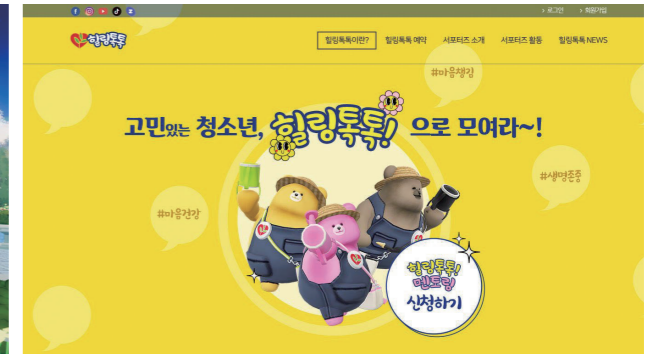 > 로그인 > 회원가입
힐링톡톡
힐링톡톡이란? 힐링톡톡 예약 서포터즈 소개 서포터즈 활동 힐링톡톡 NEWS
#마음챙김
고민있는 청소년, 힐링톡톡! 으로 모여라~!
#생명존중
#마음건강
힐링톡톡!
멘토링
신청하기